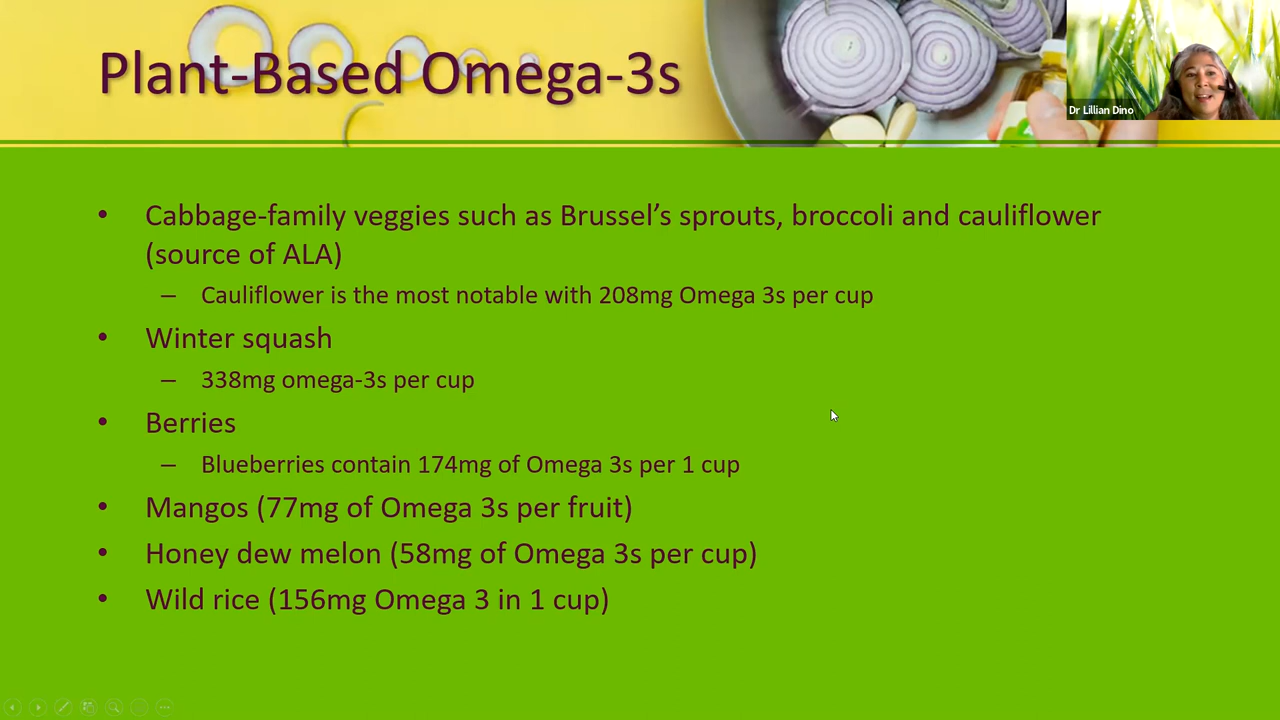 Plant-Based Omega-3s
Dr Lillian Dino
• Cabbage-family veggies such as Brussel’s sprouts, broccoli and cauliflower
(source of ALA)
– Cauliflower is the most notable with 208mg Omega 3s per cup
• Winter squash
– 338mg omega-3s per cup
• Berries
– Blueberries contain 174mg of Omega 3s per 1 cup
• Mangos (77mg of Omega 3s per fruit)
• Honey dew melon (58mg of Omega 3s per cup)
• Wild rice (156mg Omega 3 in 1 cup)